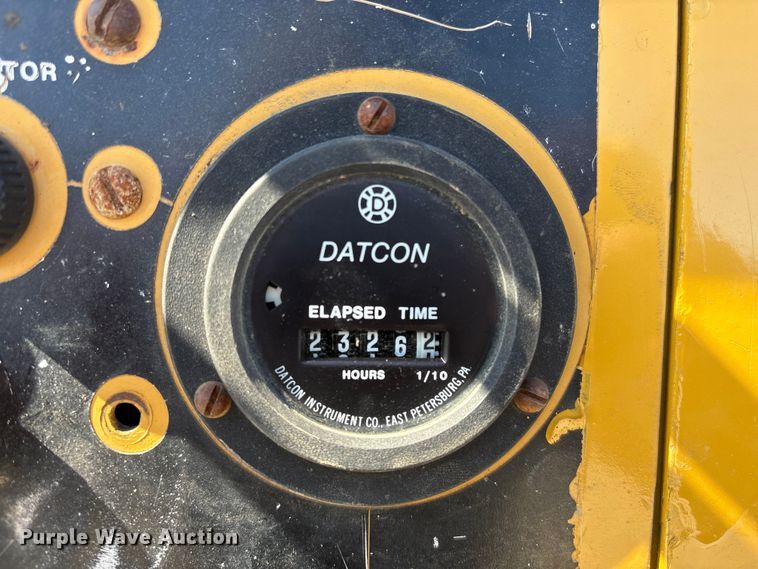 TOR
D
DATCON
ELAPSED TIME
2 3 2 6 2
HOURS 1/10
DATCON INSTRUMENT CO., EAST PETERSBURG, PA.
Purple Wave Auction